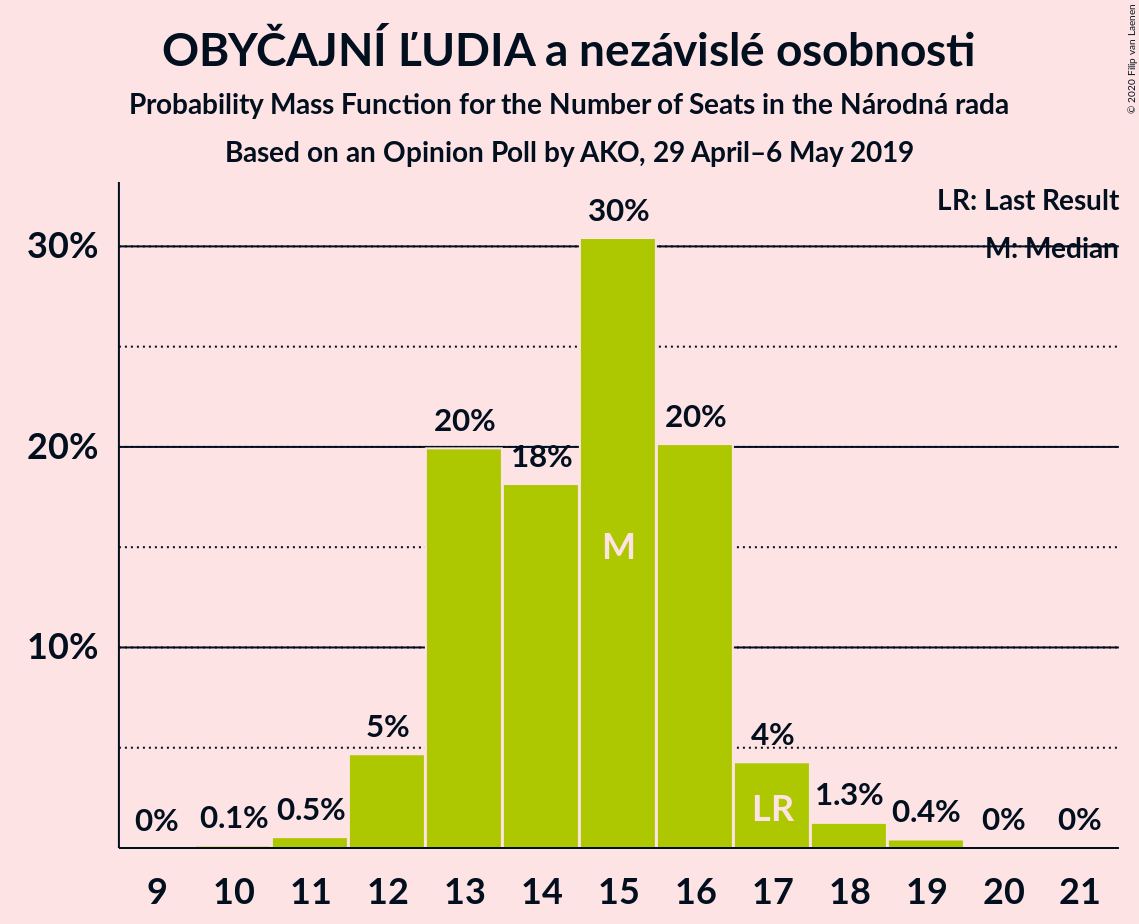 OBYČAJNÍ ĽUDIA a nezávislé osobnosti
Probability Mass Function for the Number of Seats in the Národná rada
Based on an Opinion Poll by AKO, 29 April–6 May 2019
© 2020 Filip van Laenen
LR: Last Result
M: Median
30%
20%
10%
0%
0.1%
0.5%
5%
20%
18%
30%
20%
4%
1.3%
0.4%
0%
0%
M
LR
9 10 11 12 13 14 15 16 17 18 19 20 21